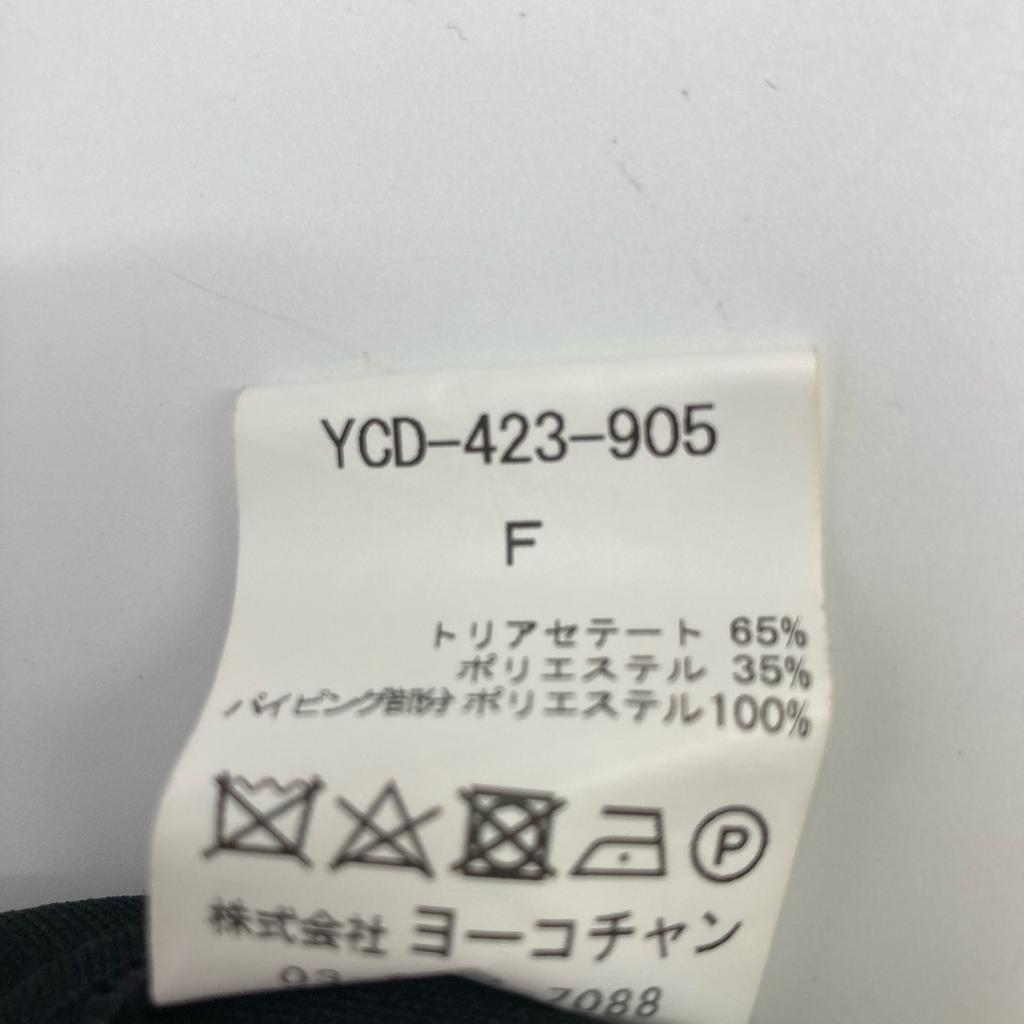 YCD-423-905
F
トリアセテート 65%
ポリエステル 35%
パイピング部分 ポリエステル100%
P
株式会社 ヨーコチャン
03 7088